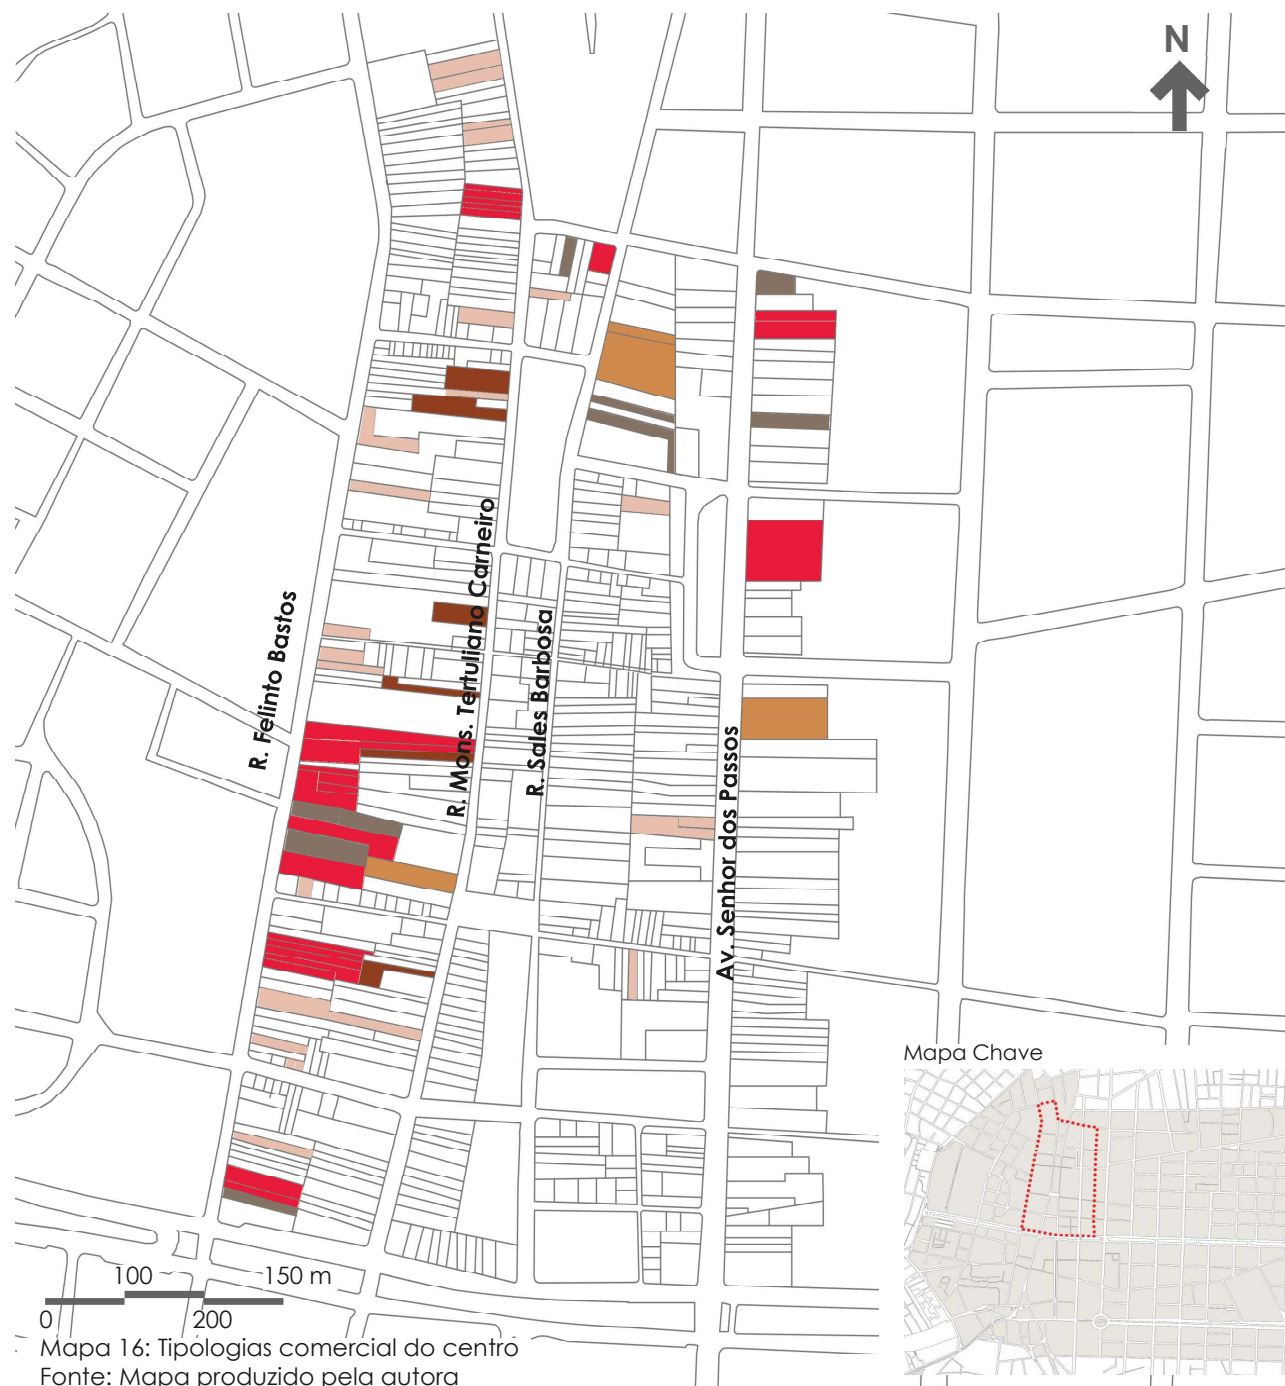 N
R. Felinto Bastos
R. Mons. Tertuliano Carneiro
R. Sales Barbosa
Av. Senhor dos Passos
Mapa Chave
100 150 m
0 200
Mapa 16: Tipologias comercial do centro
Fonte: Mapa produzido pela autora